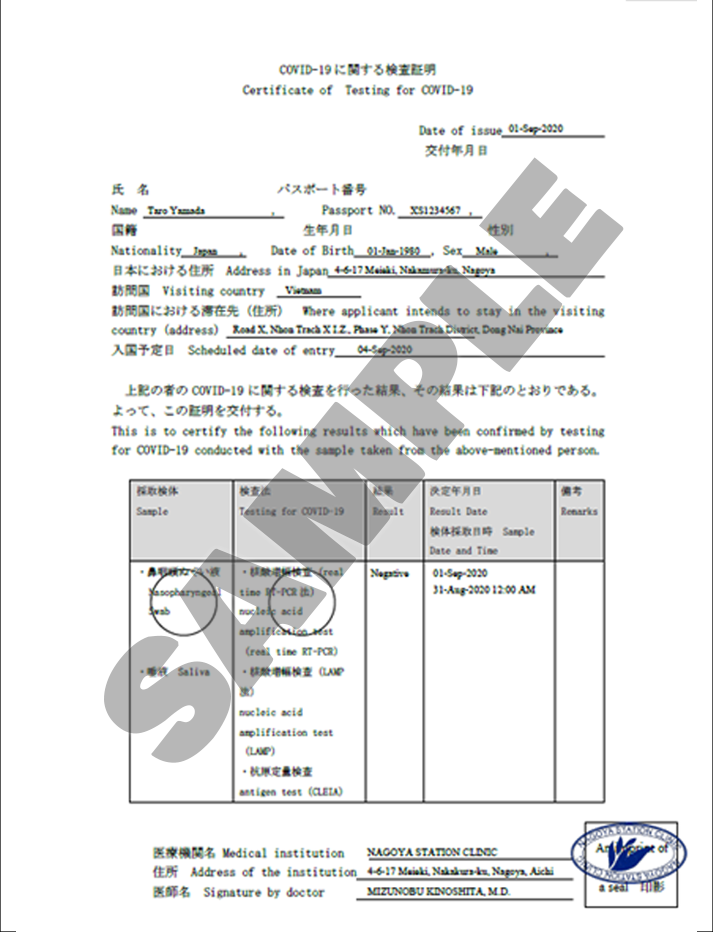 COVID-19に関する検査証明
Certificate of Testing for COVID-19
Date of issue 01-Sep-2020
交付年月日
氏 名 パスポート番号
Name Taro Yamada , Passport NO. XS1234567 ,
国籍 生年月日 性別
Nationality Japan , Date of Birth 01-Jan-1980 , Sex Male ,
日本における住所 Address in Japan 4-6-17 Meieki, Nakamura-ku, Nagoya
訪問国 Visiting country Vietnam
訪問国における滞在先（住所） Where applicant intends to stay in the visiting
country (address) Road X, Nhon Trach X I.Z., Phase Y, Nhon Trach District, Dong Nai Province
入国予定日 Scheduled date of entry 04-Sep-2020
上記の者の COVID-19 に関する検査を行った結果、その結果は下記のとおりである。
よって、この証明を交付する。
This is to certify the following results which have been confirmed by testing
for COVID-19 conducted with the sample taken from the above-mentioned person.
SAMPLE
採取検体
Sample
検査法
Testing for COVID-19
結果
Result
決定年月日
Result Date
検体採取日時 Sample
Date and Time
備考
Remarks
・鼻咽頭ぬぐい液
Nasopharyngeal
Swab
・唾液 Saliva
・核酸増幅検査（real
time RT-PCR 法）
nucleic acid
amplification test
(real time RT-PCR)
・核酸増幅検査（LAMP
法）
nucleic acid
amplification test
(LAMP)
・抗原定量検査
antigen test (CLEIA)
Negative
01-Sep-2020
31-Aug-2020 12:00 AM
医療機関名 Medical institution NAGOYA STATION CLINIC
住所 Address of the institution 4-6-17 Meieki, Nakakura-ku, Nagoya, Aichi
医師名 Signature by doctor MIZUNOBU KINOSHITA, M.D.
An imprint of
a seal 印影
NAGOYA STATION CLINIC
NAGOYA STATION CLINIC